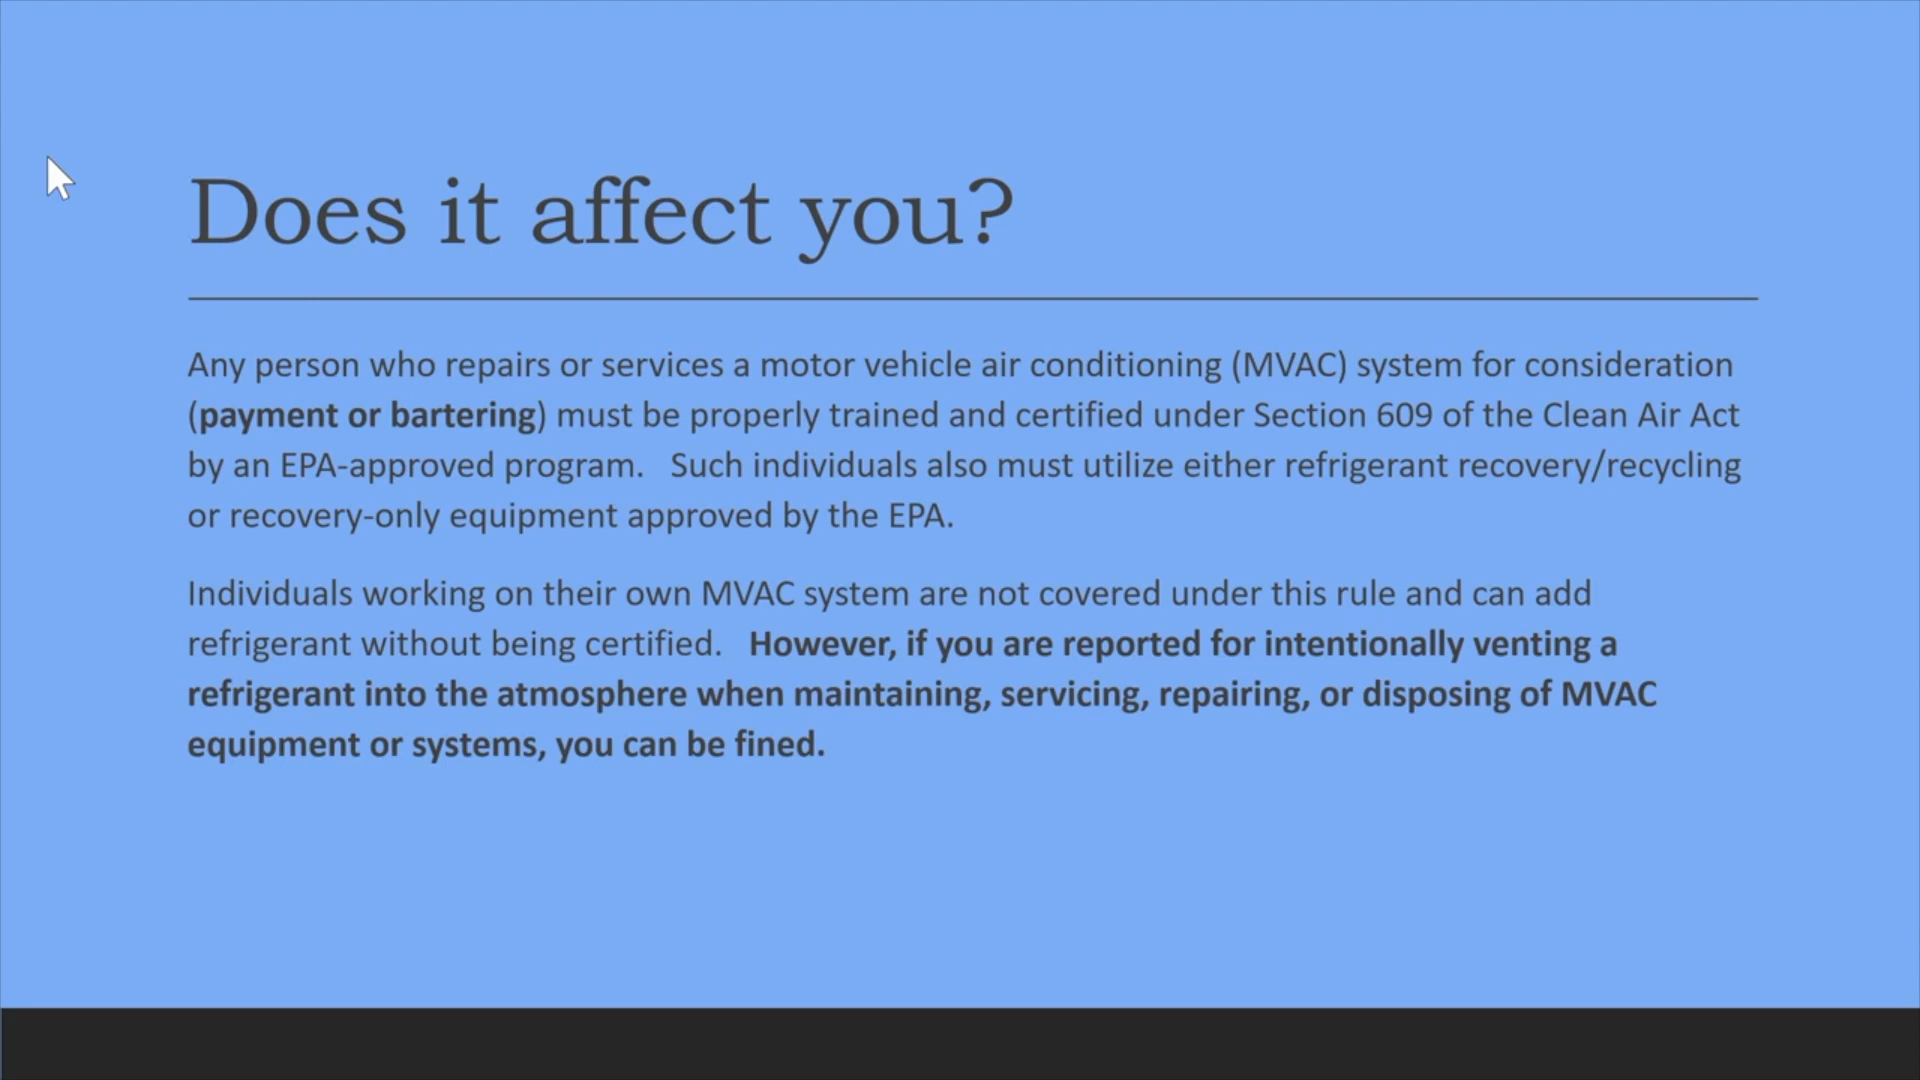 Does it affect you?
Any person who repairs or services a motor vehicle air conditioning (MVAC) system for consideration
(payment or bartering) must be properly trained and certified under Section 609 of the Clean Air Act
by an EPA-approved program.   Such individuals also must utilize either refrigerant recovery/recycling
or recovery-only equipment approved by the EPA.
Individuals working on their own MVAC system are not covered under this rule and can add
refrigerant without being certified.   However, if you are reported for intentionally venting a
refrigerant into the atmosphere when maintaining, servicing, repairing, or disposing of MVAC
equipment or systems, you can be fined.